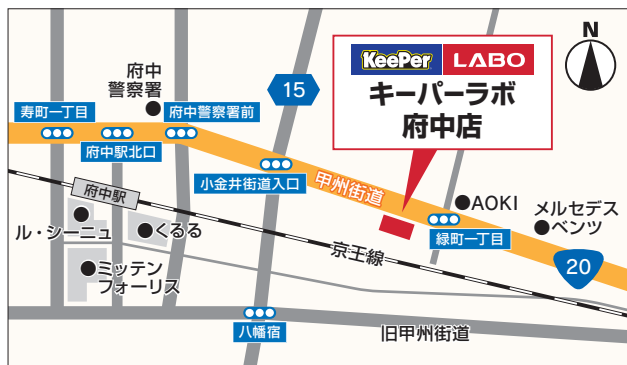 府中
警察署
寿町一丁目
府中駅北口
府中警察署前
15
KeePer LABO
キーパーラボ
府中店
N
小金井街道入口
甲州街道
AOKI
緑町一丁目
メルセデス
ベンツ
20
府中駅
ル・シーニュ
くるる
ミッテン
フォーリス
京王線
八幡宿
旧甲州街道